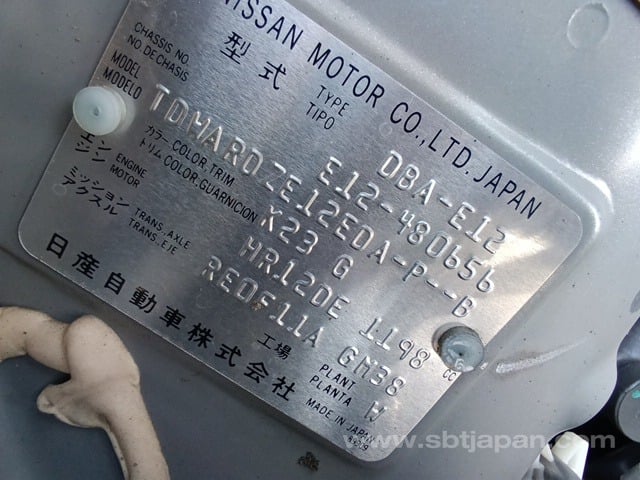 NISSAN MOTOR CO.,LTD. JAPAN
型式 TYPE TIPO DBA-E12
CHASSIS NO. NO DE CHASIS E12-480656
MODEL MODELO TDMARDZE12EDA-P--B
カラー トリム COLOR,TRIM COLOR,GUARNICION K23 G
エンジン ENGINE MOTOR HR12DE 1198 cc
ミッション アクスル TRANS.,AXLE TRANS.,EJE RE0F11A GM38
工場 PLANT PLANTA W
日産自動車株式会社 MADE IN JAPAN
www.sbtjapan.com